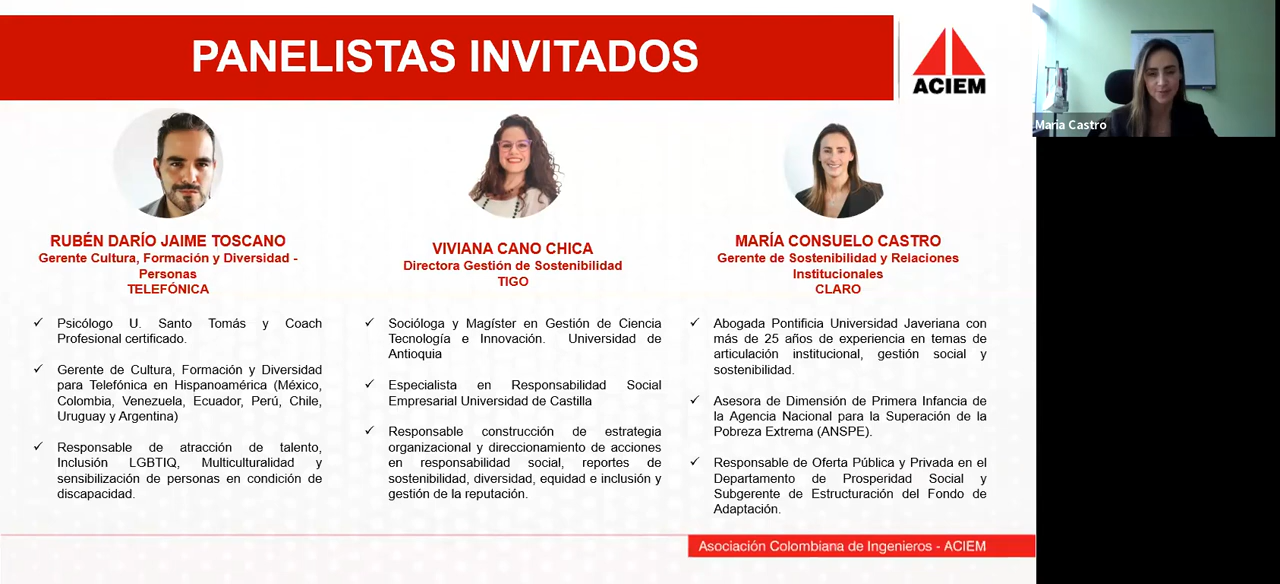 PANELISTAS INVITADOS
ACIEM
María Castro
RUBÉN DARÍO JAIME TOSCANO
Gerente Cultura, Formación y Diversidad -
Personas
TELEFÓNICA
✓ Psicólogo U. Santo Tomás y Coach
Profesional certificado.
✓ Gerente de Cultura, Formación y Diversidad
para Telefónica en Hispanoamérica (México,
Colombia, Venezuela, Ecuador, Perú, Chile,
Uruguay y Argentina)
✓ Responsable de atracción de talento,
Inclusión LGBTIQ, Multiculturalidad y
sensibilización de personas en condición de
discapacidad.
VIVIANA CANO CHICA
Directora Gestión de Sostenibilidad
TIGO
✓ Socióloga y Magíster en Gestión de Ciencia
Tecnología e Innovación. Universidad de
Antioquia
✓ Especialista en Responsabilidad Social
Empresarial Universidad de Castilla
✓ Responsable construcción de estrategia
organizacional y direccionamiento de acciones
en responsabilidad social, reportes de
sostenibilidad, diversidad, equidad e inclusión y
gestión de la reputación.
MARÍA CONSUELO CASTRO
Gerente de Sostenibilidad y Relaciones
Institucionales
CLARO
✓ Abogada Pontificia Universidad Javeriana con
más de 25 años de experiencia en temas de
articulación institucional, gestión social y
sostenibilidad.
✓ Asesora de Dimensión de Primera Infancia de
la Agencia Nacional para la Superación de la
Pobreza Extrema (ANSPE).
✓ Responsable de Oferta Pública y Privada en el
Departamento de Prosperidad Social y
Subgerente de Estructuración del Fondo de
Adaptación.
Asociación Colombiana de Ingenieros - ACIEM